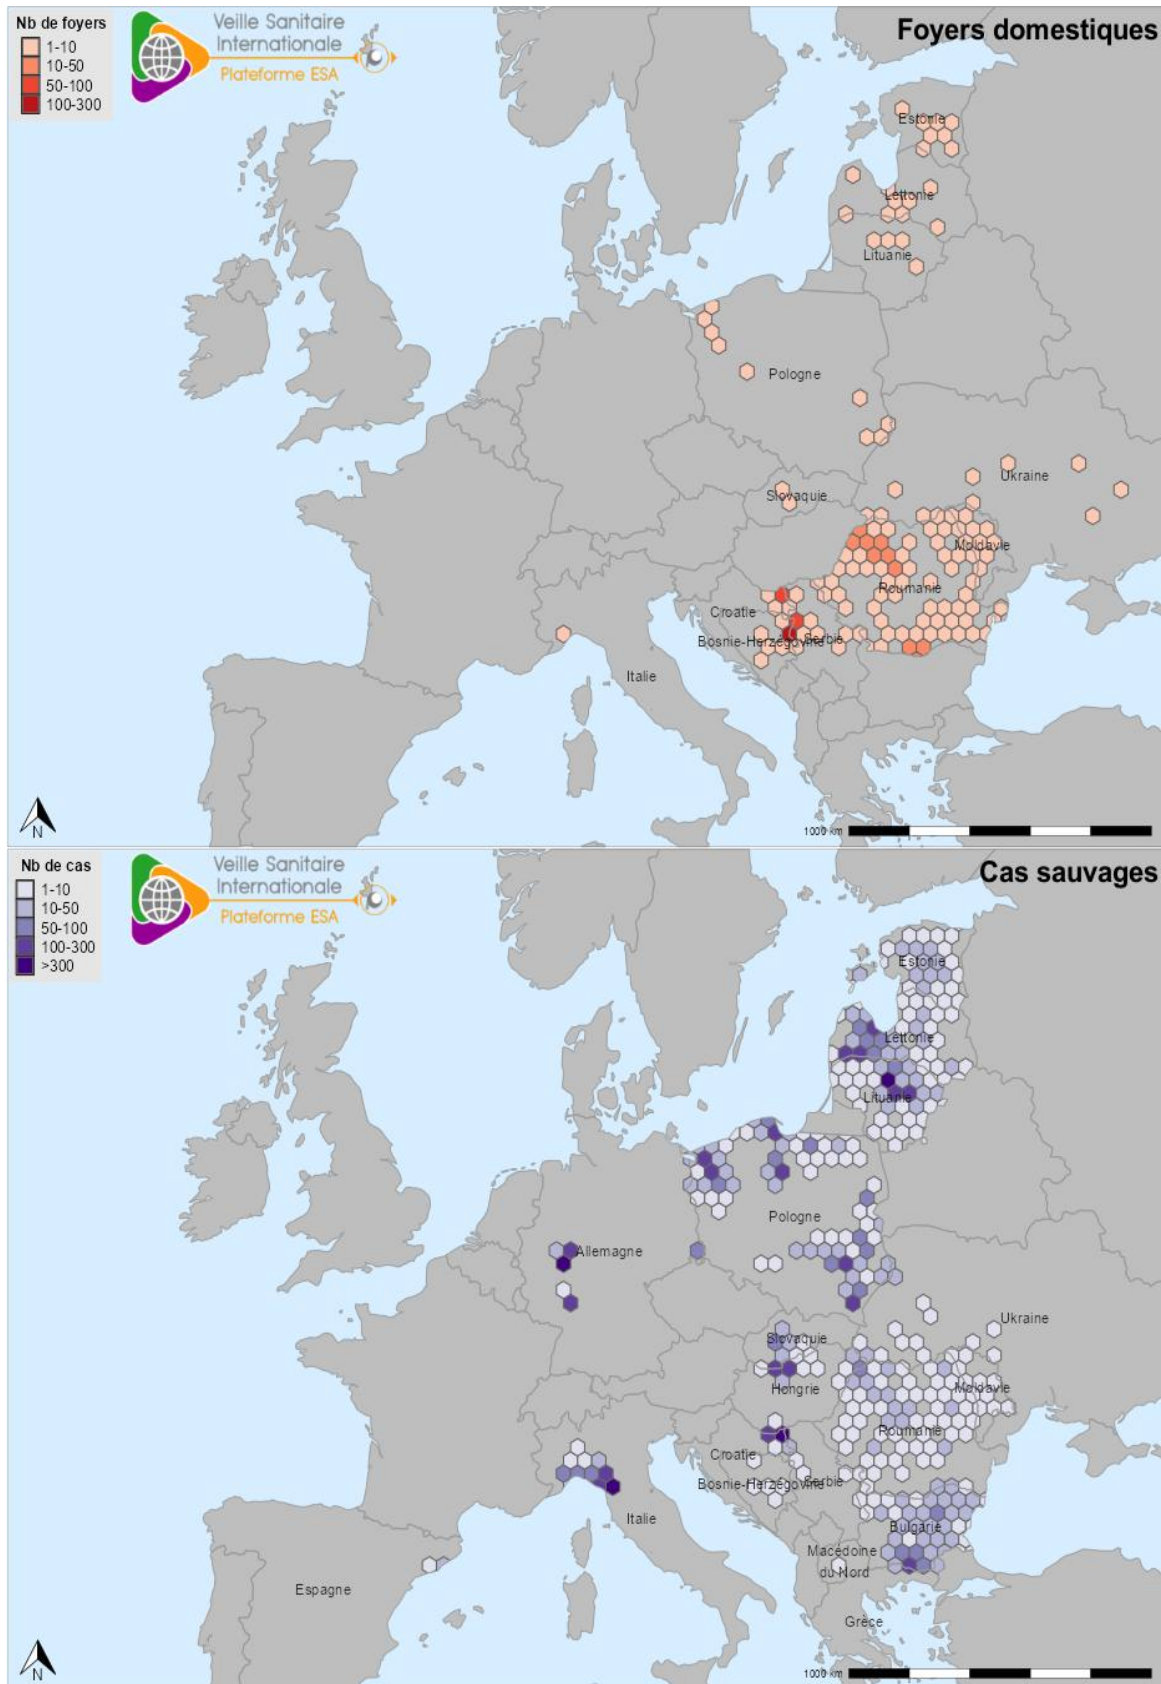 Nb de foyers
1-10
10-50
50-100
100-300
Veille Sanitaire
Internationale
Plateforme ESA
Foyers domestiques
Estonie
Lettonie
Lituanie
Pologne
Ukraine
Slovaquie
Moldavie
Roumanie
Croatie
Bosnie-Herzégovine
Serbie
Italie
N
1000 km
Nb de cas
1-10
10-50
50-100
100-300
>300
Veille Sanitaire
Internationale
Plateforme ESA
Cas sauvages
Estonie
Lettonie
Lituanie
Pologne
Allemagne
Ukraine
Slovaquie
Hongrie
Moldavie
Roumanie
Croatie
Bosnie-Herzégovine
Serbie
Italie
Bulgarie
Macédoine
du Nord
Espagne
Grèce
N
1000 km